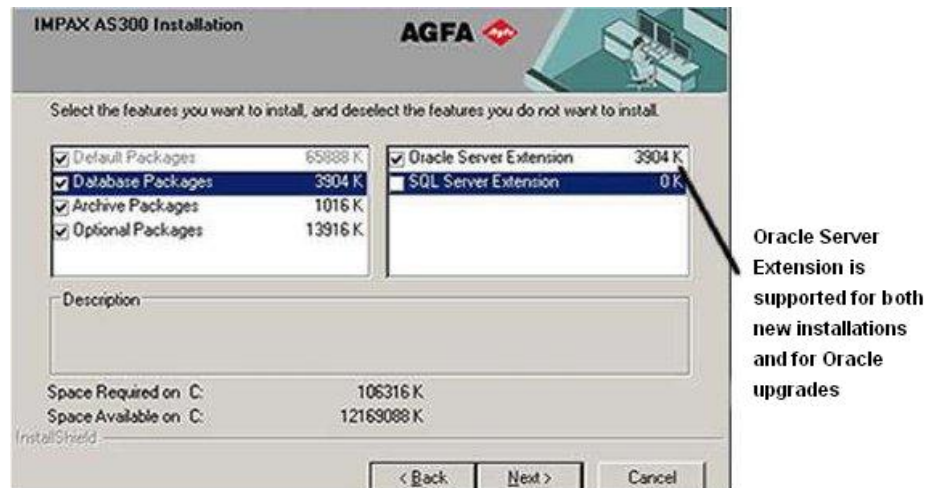 IMPAX AS300 Installation
AGFA
Select the features you want to install, and deselect the features you do not want to install.
Default Packages 65888 K
Database Packages 3904 K
Archive Packages 1016 K
Optional Packages 13916 K
Oracle Server Extension 3904 K
SQL Server Extension 0 K
Oracle Server
Extension is
supported for both
new installations
and for Oracle
upgrades
Description
Space Required on C: 106316 K
Space Available on C: 12169088 K
InstallShield
< Back
Next >
Cancel